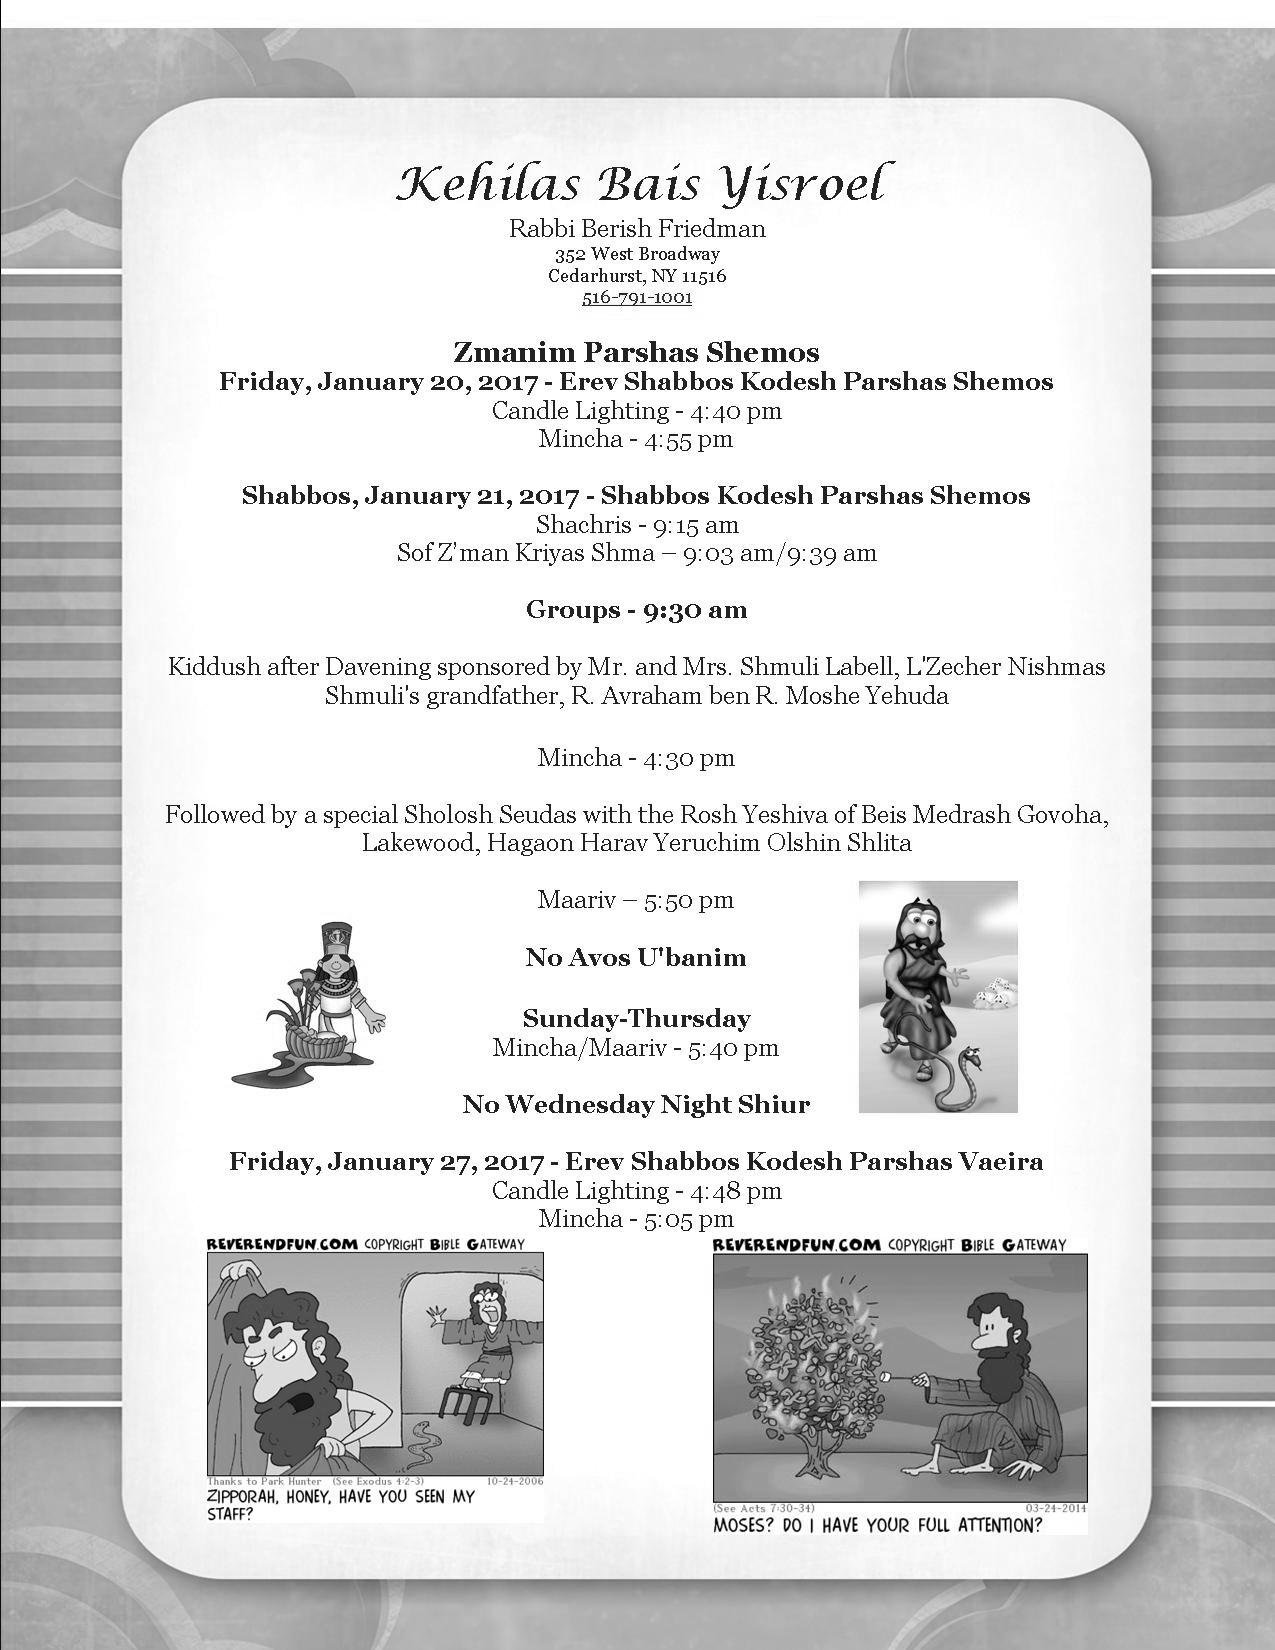 Kehilas Bais Yisroel
Rabbi Berish Friedman
352 West Broadway
Cedarhurst, NY 11516
516-791-1001
Zmanim Parshas Shemos
Friday, January 20, 2017 - Erev Shabbos Kodesh Parshas Shemos
Candle Lighting - 4:40 pm
Mincha - 4:55 pm
Shabbos, January 21, 2017 - Shabbos Kodesh Parshas Shemos
Shachris - 9:15 am
Sof Z'man Kriyas Shma – 9:03 am/9:39 am
Groups - 9:30 am
Kiddush after Davening sponsored by Mr. and Mrs. Shmuli Labell, L'Zecher Nishmas
Shmuli's grandfather, R. Avraham ben R. Moshe Yehuda
Mincha - 4:30 pm
Followed by a special Sholosh Seudas with the Rosh Yeshiva of Beis Medrash Govoha,
Lakewood, Hagaon Harav Yeruchim Olshin Shlita
Maariv – 5:50 pm
No Avos U'banim
Sunday-Thursday
Mincha/Maariv - 5:40 pm
No Wednesday Night Shiur
Friday, January 27, 2017 - Erev Shabbos Kodesh Parshas Vaeira
Candle Lighting - 4:48 pm
Mincha - 5:05 pm
REVERENDFUN.COM COPYRIGHT BIBLE GATEWAY
Thanks to Park Hunter (See Exodus 4:2-3) 10-24-2006
ZIPPORAH, HONEY, HAVE YOU SEEN MY
STAFF?
REVERENDFUN.COM COPYRIGHT BIBLE GATEWAY
(See Acts 7:30-34) 03-24-2014
MOSES? DO I HAVE YOUR FULL ATTENTION?